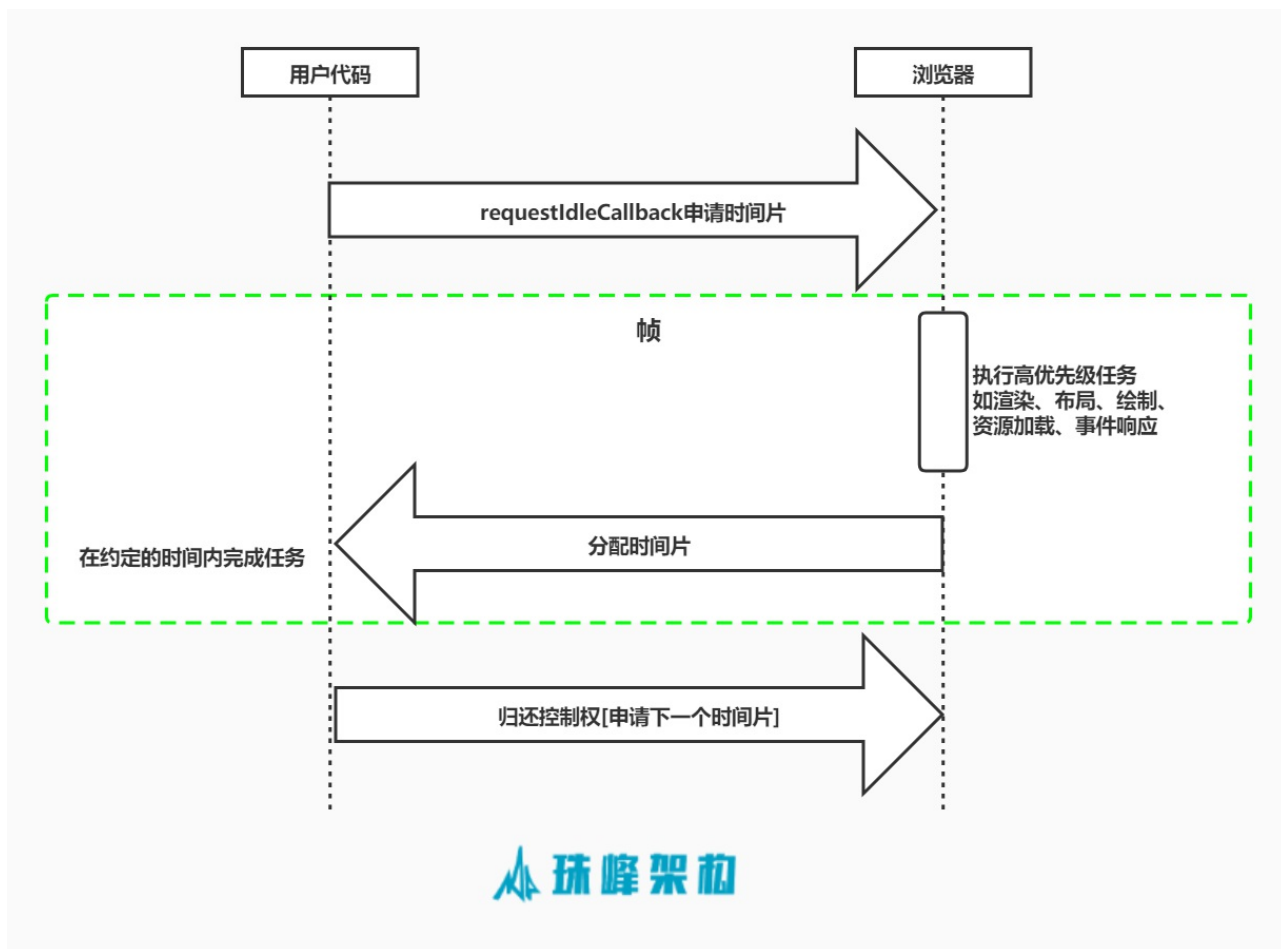 用户代码
浏览器
requestIdleCallback申请时间片
帧
执行高优先级任务
如渲染、布局、绘制、
资源加载、事件响应
分配时间片
在约定的时间内完成任务
归还控制权[申请下一个时间片]
珠峰架构